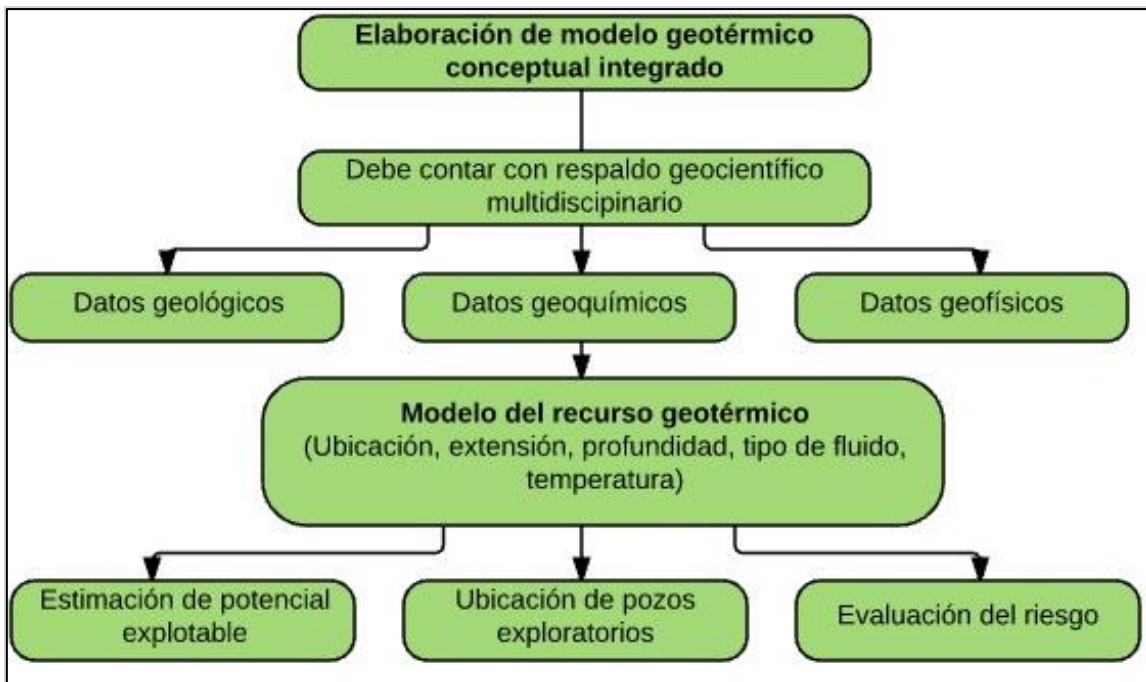 Elaboración de modelo geotérmico
conceptual integrado
Debe contar con respaldo geocientífico
multidiscipinario
Datos geológicos
Datos geoquímicos
Datos geofísicos
Modelo del recurso geotérmico
(Ubicación, extensión, profundidad, tipo de fluido,
temperatura)
Estimación de potencial
explotable
Ubicación de pozos
exploratorios
Evaluación del riesgo